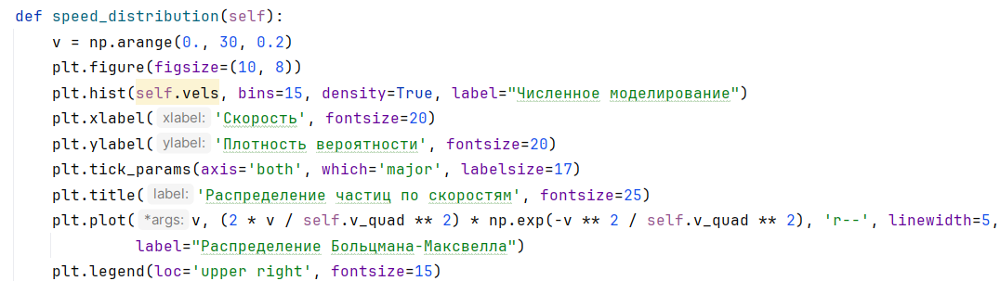 def speed_distribution(self):
    v = np.arange(0., 30, 0.2)
    plt.figure(figsize=(10, 8))
    plt.hist(self.vels, bins=15, density=True, label="Численное моделирование")
    plt.xlabel( xlabel: 'Скорость', fontsize=20)
    plt.ylabel( ylabel: 'Плотность вероятности', fontsize=20)
    plt.tick_params(axis='both', which='major', labelsize=17)
    plt.title( label: 'Распределение частиц по скоростям', fontsize=25)
    plt.plot( *args: v, (2 * v / self.v_quad ** 2) * np.exp(-v ** 2 / self.v_quad ** 2), 'r--', linewidth=5,
             label="Распределение Больцмана-Максвелла")
    plt.legend(loc='upper right', fontsize=15)